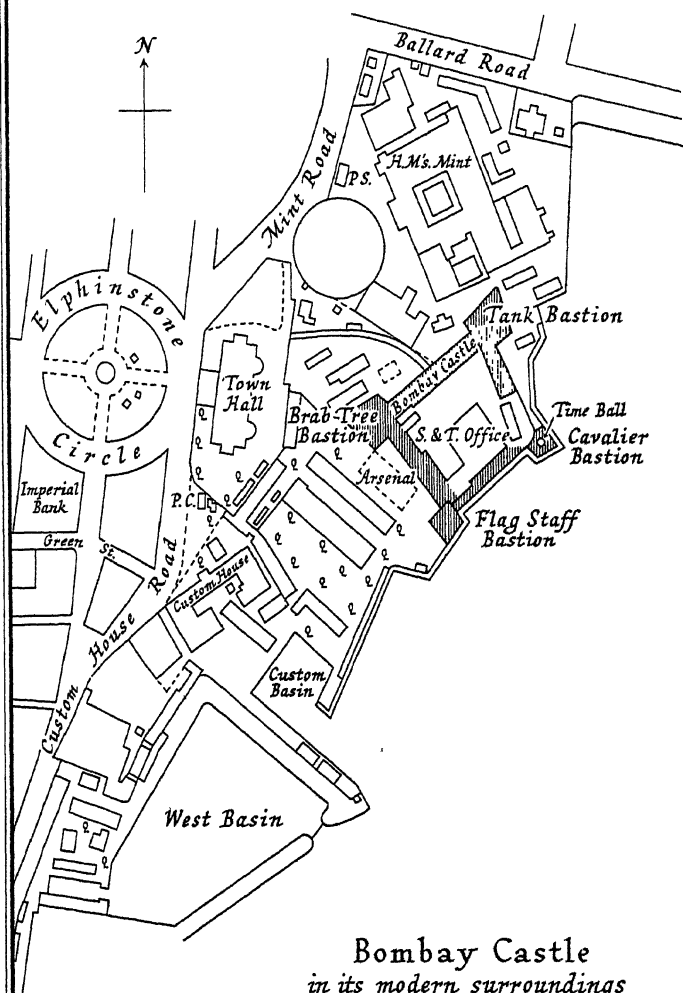 N
Ballard Road
H.M's. Mint
Mint Road
P.S.
Elphinstone
Circle
Tank Bastion
Bombay Castle
Town
Hall
Brab-Tree
Bastion
S. & T. Office
Time Ball
Cavalier
Bastion
Arsenal
Imperial
Bank
P.C.
Flag Staff
Bastion
Green St.
Custom House
Custom House Road
Custom
Basin
West Basin
Bombay Castle
in its modern surroundings